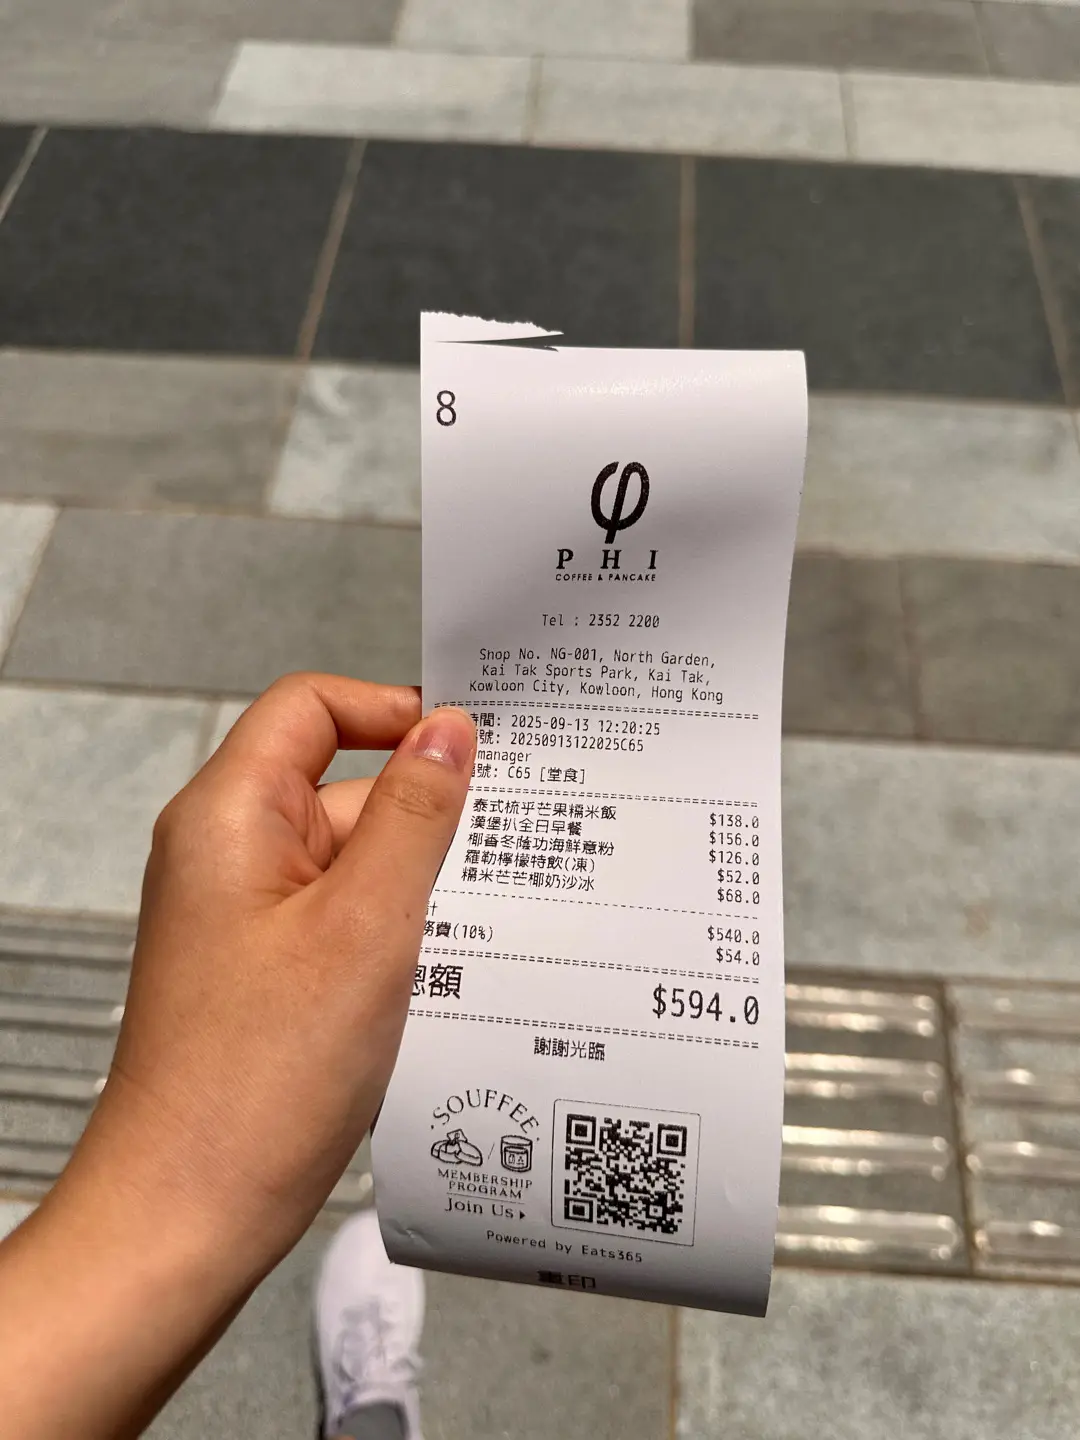 8
φ
PHI
COFFEE & PANCAKE
Tel : 2352 2200
Shop No. NG-001, North Garden,
Kai Tak Sports Park, Kai Tak,
Kowloon City, Kowloon, Hong Kong
時間: 2025-09-13 12:20:25
號: 20250913122025C65
manager
號: C65 [堂食]
泰式梳乎芒果糯米飯 $138.0
漢堡扒全日早餐 $156.0
椰香冬蔭功海鮮意粉 $126.0
羅勒檸檬特飲(凍) $52.0
糯米芒芒椰奶沙冰 $68.0
計 $540.0
務費(10%) $54.0
總額 $594.0
謝謝光臨
SOUFFEE
MEMBERSHIP
PROGRAM
Join Us
Powered by Eats365
重印